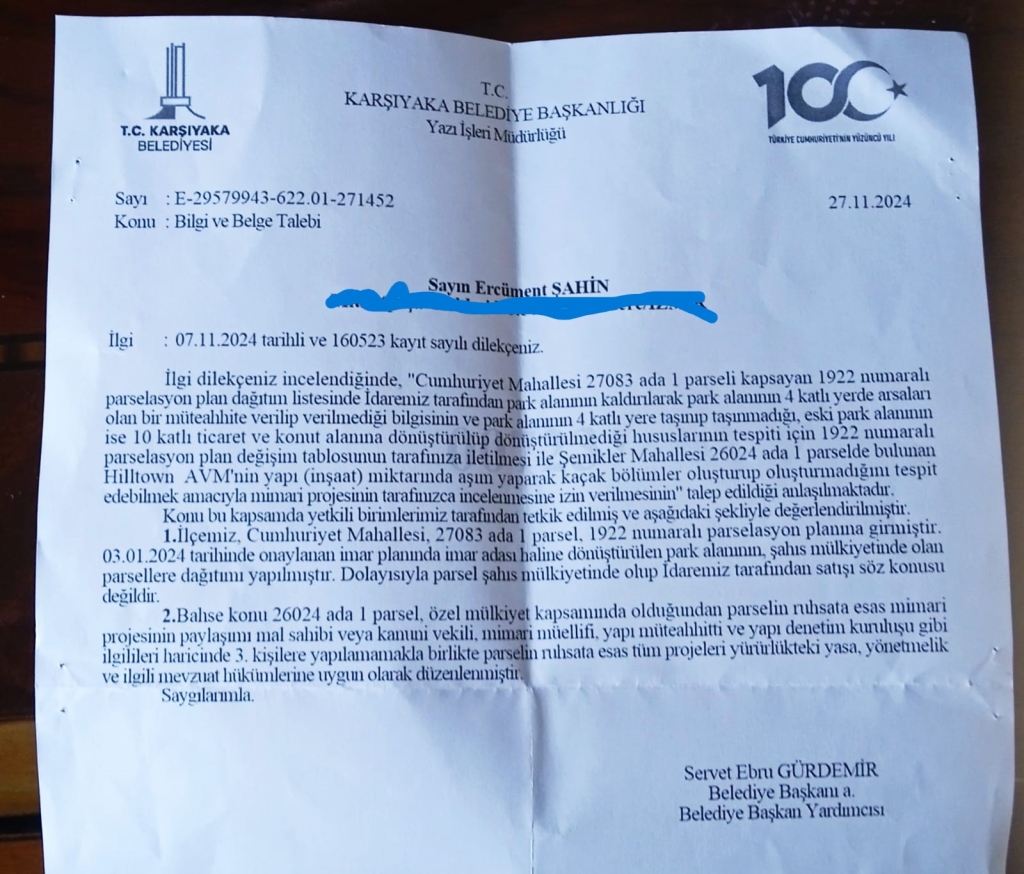 T.C. KARŞIYAKA
BELEDİYESİ
T.C.
KARŞIYAKA BELEDİYE BAŞKANLIĞI
Yazı İşleri Müdürlüğü
100
TÜRKİYE CUMHURİYETİ'NİN YÜZÜNCÜ YILI
Sayı : E-29579943-622.01-271452
27.11.2024
Konu : Bilgi ve Belge Talebi
Sayın Ercüment ŞAHİN
İlgi : 07.11.2024 tarihli ve 160523 kayıt sayılı dilekçeniz.
İlgi dilekçeniz incelendiğinde, "Cumhuriyet Mahallesi 27083 ada 1 parseli kapsayan 1922 numaralı
parselasyon plan dağıtım listesinde İdaremiz tarafından park alanının kaldırılarak park alanının 4 katlı yerde arsaları
olan bir müteahhite verilip verilmediği bilgisinin ve park alanının 4 katlı yere taşınıp taşınmadığı, eski park alanının
ise 10 katlı ticaret ve konut alanına dönüştürülüp dönüştürülmediği hususlarının tespiti için 1922 numaralı
parselasyon plan değişim tablosunun tarafınıza iletilmesi ile Şemikler Mahallesi 26024 ada 1 parselde bulunan
Hilltown AVM'nin yapı (inşaat) miktarında aşım yaparak kaçak bölümler oluşturup oluşturmadığını tespit
edebilmek amacıyla mimari projesinin tarafınızca incelenmesine izin verilmesinin" talep edildiği anlaşılmaktadır.
Konu bu kapsamda yetkili birimlerimiz tarafından tetkik edilmiş ve aşağıdaki şekliyle değerlendirilmiştir.
1.İlçemiz, Cumhuriyet Mahallesi, 27083 ada 1 parsel, 1922 numaralı parselasyon planına girmiştir.
03.01.2024 tarihinde onaylanan imar planında imar adası haline dönüştürülen park alanının, şahıs mülkiyetinde olan
parsellere dağıtımı yapılmıştır. Dolayısıyla parsel şahıs mülkiyetinde olup İdaremiz tarafından satışı söz konusu
değildir.
2.Bahse konu 26024 ada 1 parsel, özel mülkiyet kapsamında olduğundan parselin ruhsata esas mimari
projesinin paylaşımı mal sahibi veya kanuni vekili, mimari müellifi, yapı müteahhitti ve yapı denetim kuruluşu gibi
ilgilileri haricinde 3. kişilere yapılamamakla birlikte parselin ruhsata esas tüm projeleri yürürlükteki yasa, yönetmelik
ve ilgili mevzuat hükümlerine uygun olarak düzenlenmiştir.
Saygılarımla.
Servet Ebru GÜRDEMİR
Belediye Başkanı a.
Belediye Başkan Yardımcısı